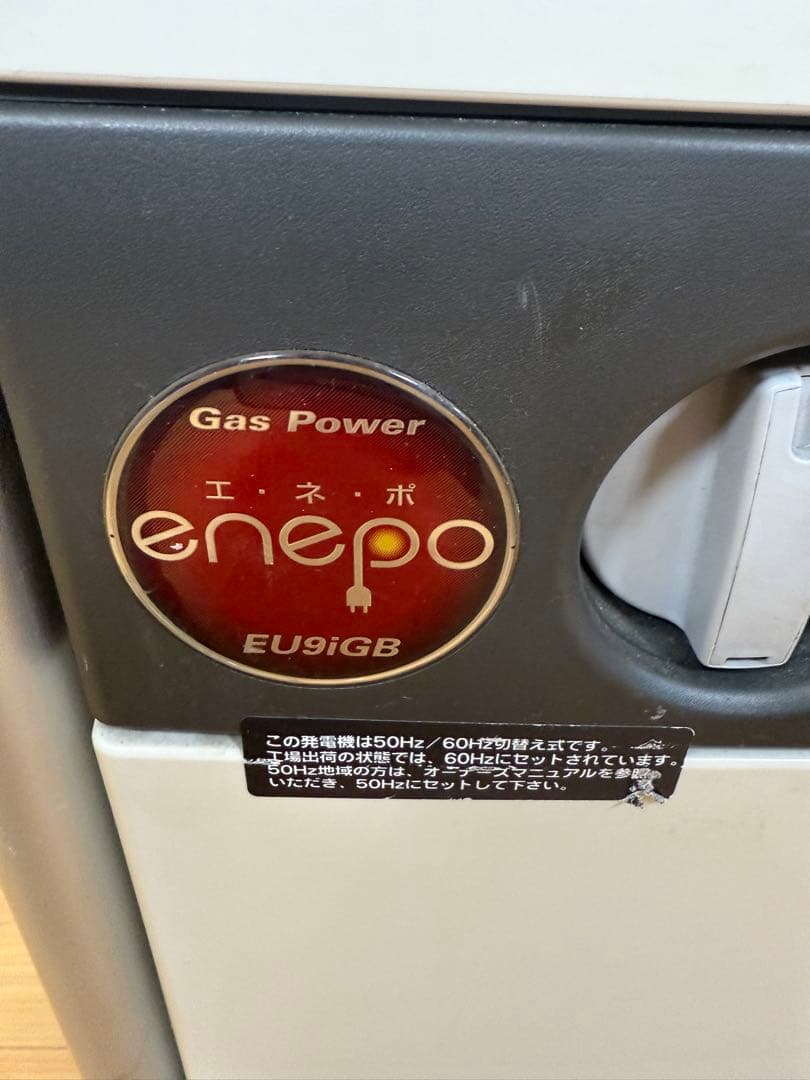 Gas Power
エ・ネ・ポ
enepo
EU9iGB
この発電機は50Hz／60Hz切替え式です。
工場出荷の状態では、60Hzにセットされています。
50Hz地域の方は、オーナーズマニュアルを参照
いただき、50Hzにセットして下さい。